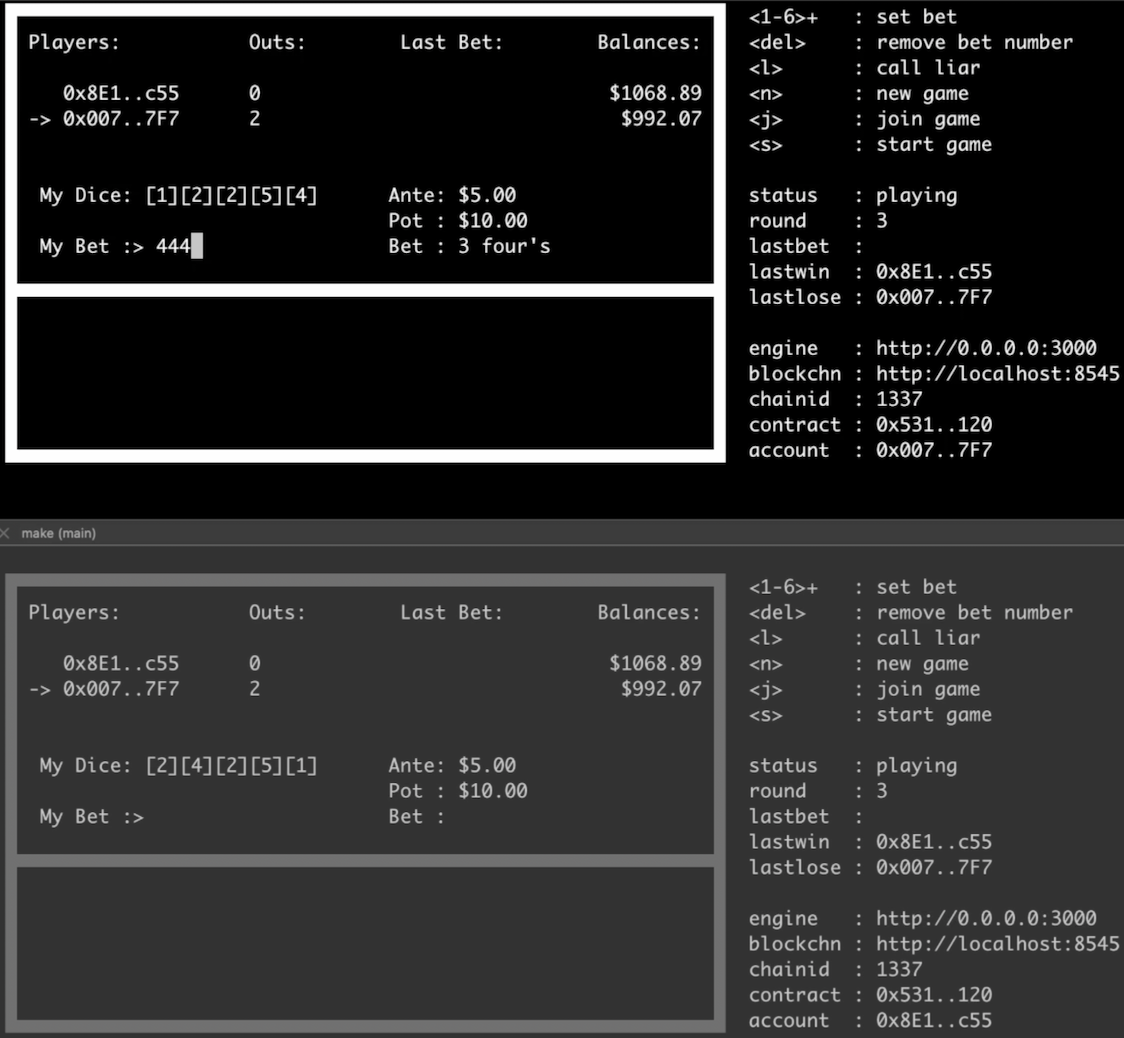 Players: Outs: Last Bet: Balances:
0x8E1..c55 0 $1068.89
-> 0x007..7F7 2 $992.07
My Dice: [1][2][2][5][4] Ante: $5.00
Pot : $10.00
My Bet :> 444 Bet : 3 four's
<1-6>+ : set bet
<del> : remove bet number
<l> : call liar
<n> : new game
<j> : join game
<s> : start game
status : playing
round : 3
lastbet :
lastwin : 0x8E1..c55
lastlose : 0x007..7F7
engine : http://0.0.0.0:3000
blockchn : http://localhost:8545
chainid : 1337
contract : 0x531..120
account : 0x007..7F7
make (main)
Players: Outs: Last Bet: Balances:
0x8E1..c55 0 $1068.89
-> 0x007..7F7 2 $992.07
My Dice: [2][4][2][5][1] Ante: $5.00
Pot : $10.00
My Bet :> Bet :
<1-6>+ : set bet
<del> : remove bet number
<l> : call liar
<n> : new game
<j> : join game
<s> : start game
status : playing
round : 3
lastbet :
lastwin : 0x8E1..c55
lastlose : 0x007..7F7
engine : http://0.0.0.0:3000
blockchn : http://localhost:8545
chainid : 1337
contract : 0x531..120
account : 0x8E1..c55